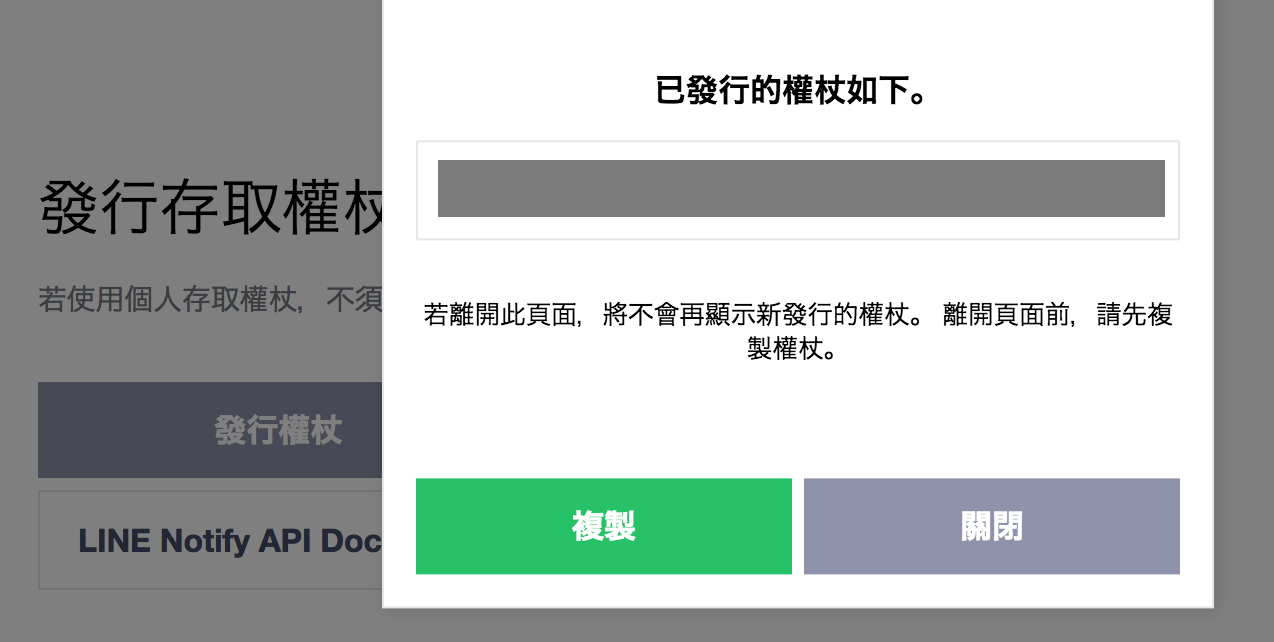 已發行的權杖如下。
發行存取權杖
若使用個人存取權杖，不須
若離開此頁面，將不會再顯示新發行的權杖。 離開頁面前，請先複
製權杖。
發行權杖
複製
關閉
LINE Notify API Doc